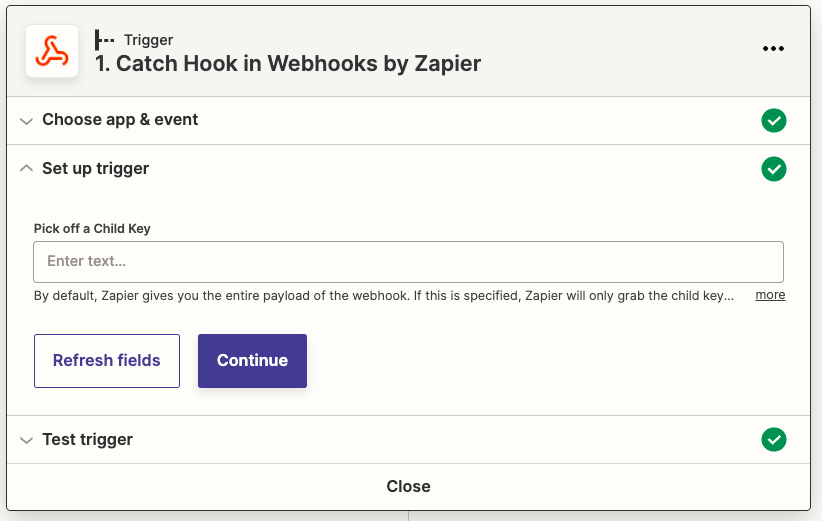 Trigger
1. Catch Hook in Webhooks by Zapier
Choose app & event
Set up trigger
Pick off a Child Key
Enter text...
By default, Zapier gives you the entire payload of the webhook. If this is specified, Zapier will only grab the child key... more
Refresh fields Continue
Test trigger
Close